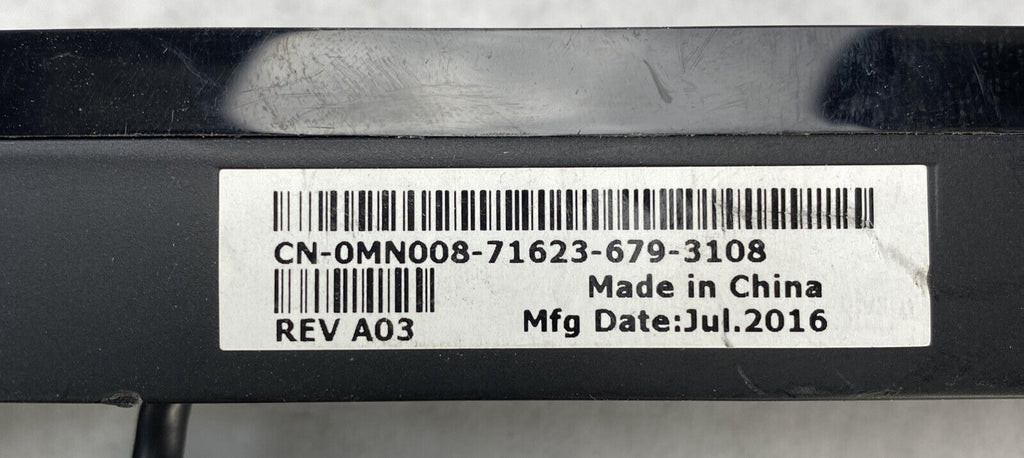 CN-0MN008-71623-679-3108
Made in China
REV A03
Mfg Date:Jul.2016